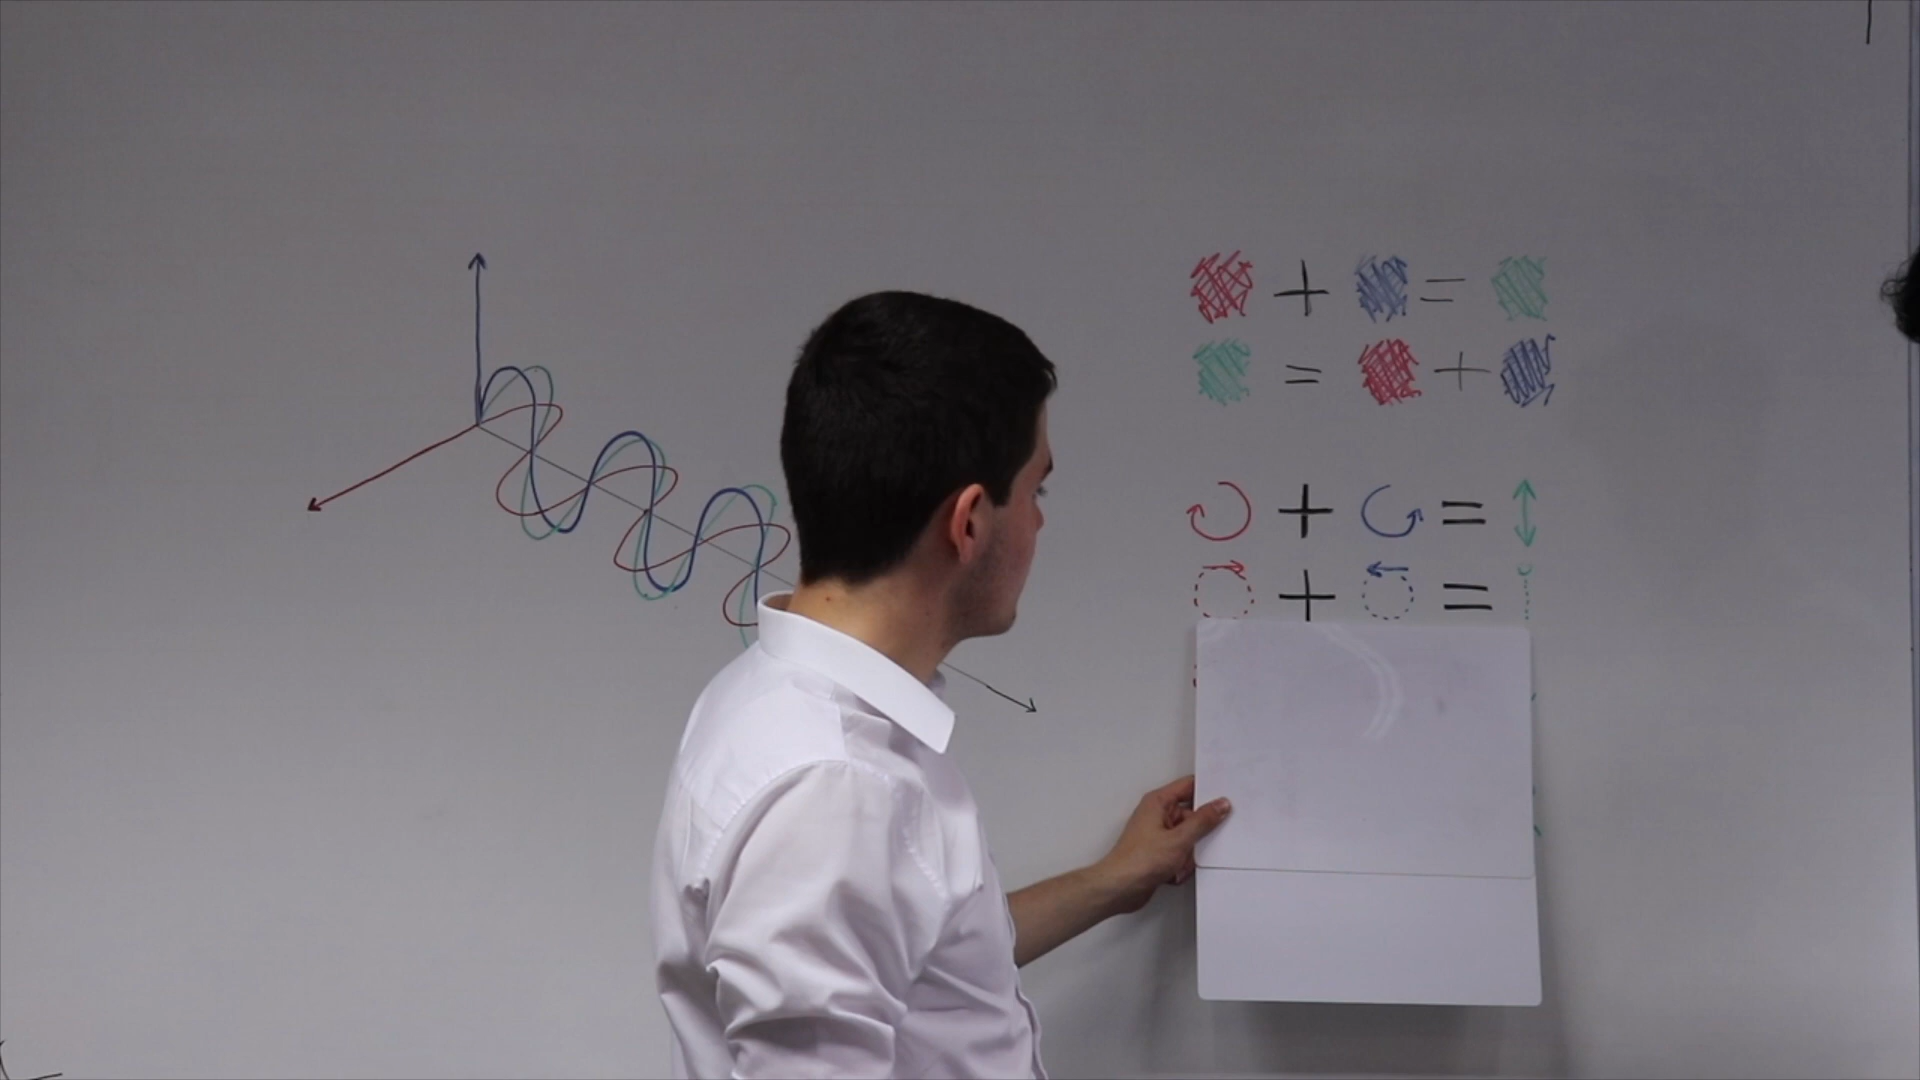 + =
= +
+ =
+ =